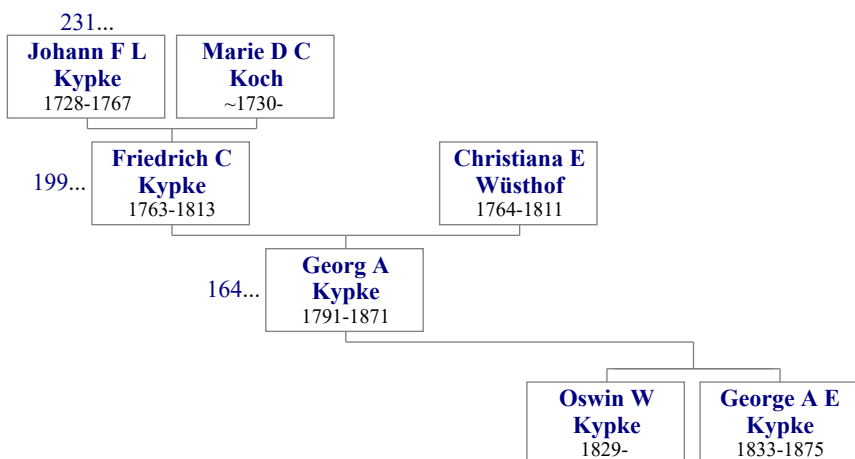 231...
Johann F L
Kypke
1728-1767
Marie D C
Koch
~1730-
199...
Friedrich C
Kypke
1763-1813
Christiana E
Wüsthof
1764-1811
164...
Georg A
Kypke
1791-1871
Oswin W
Kypke
1829-
George A E
Kypke
1833-1875